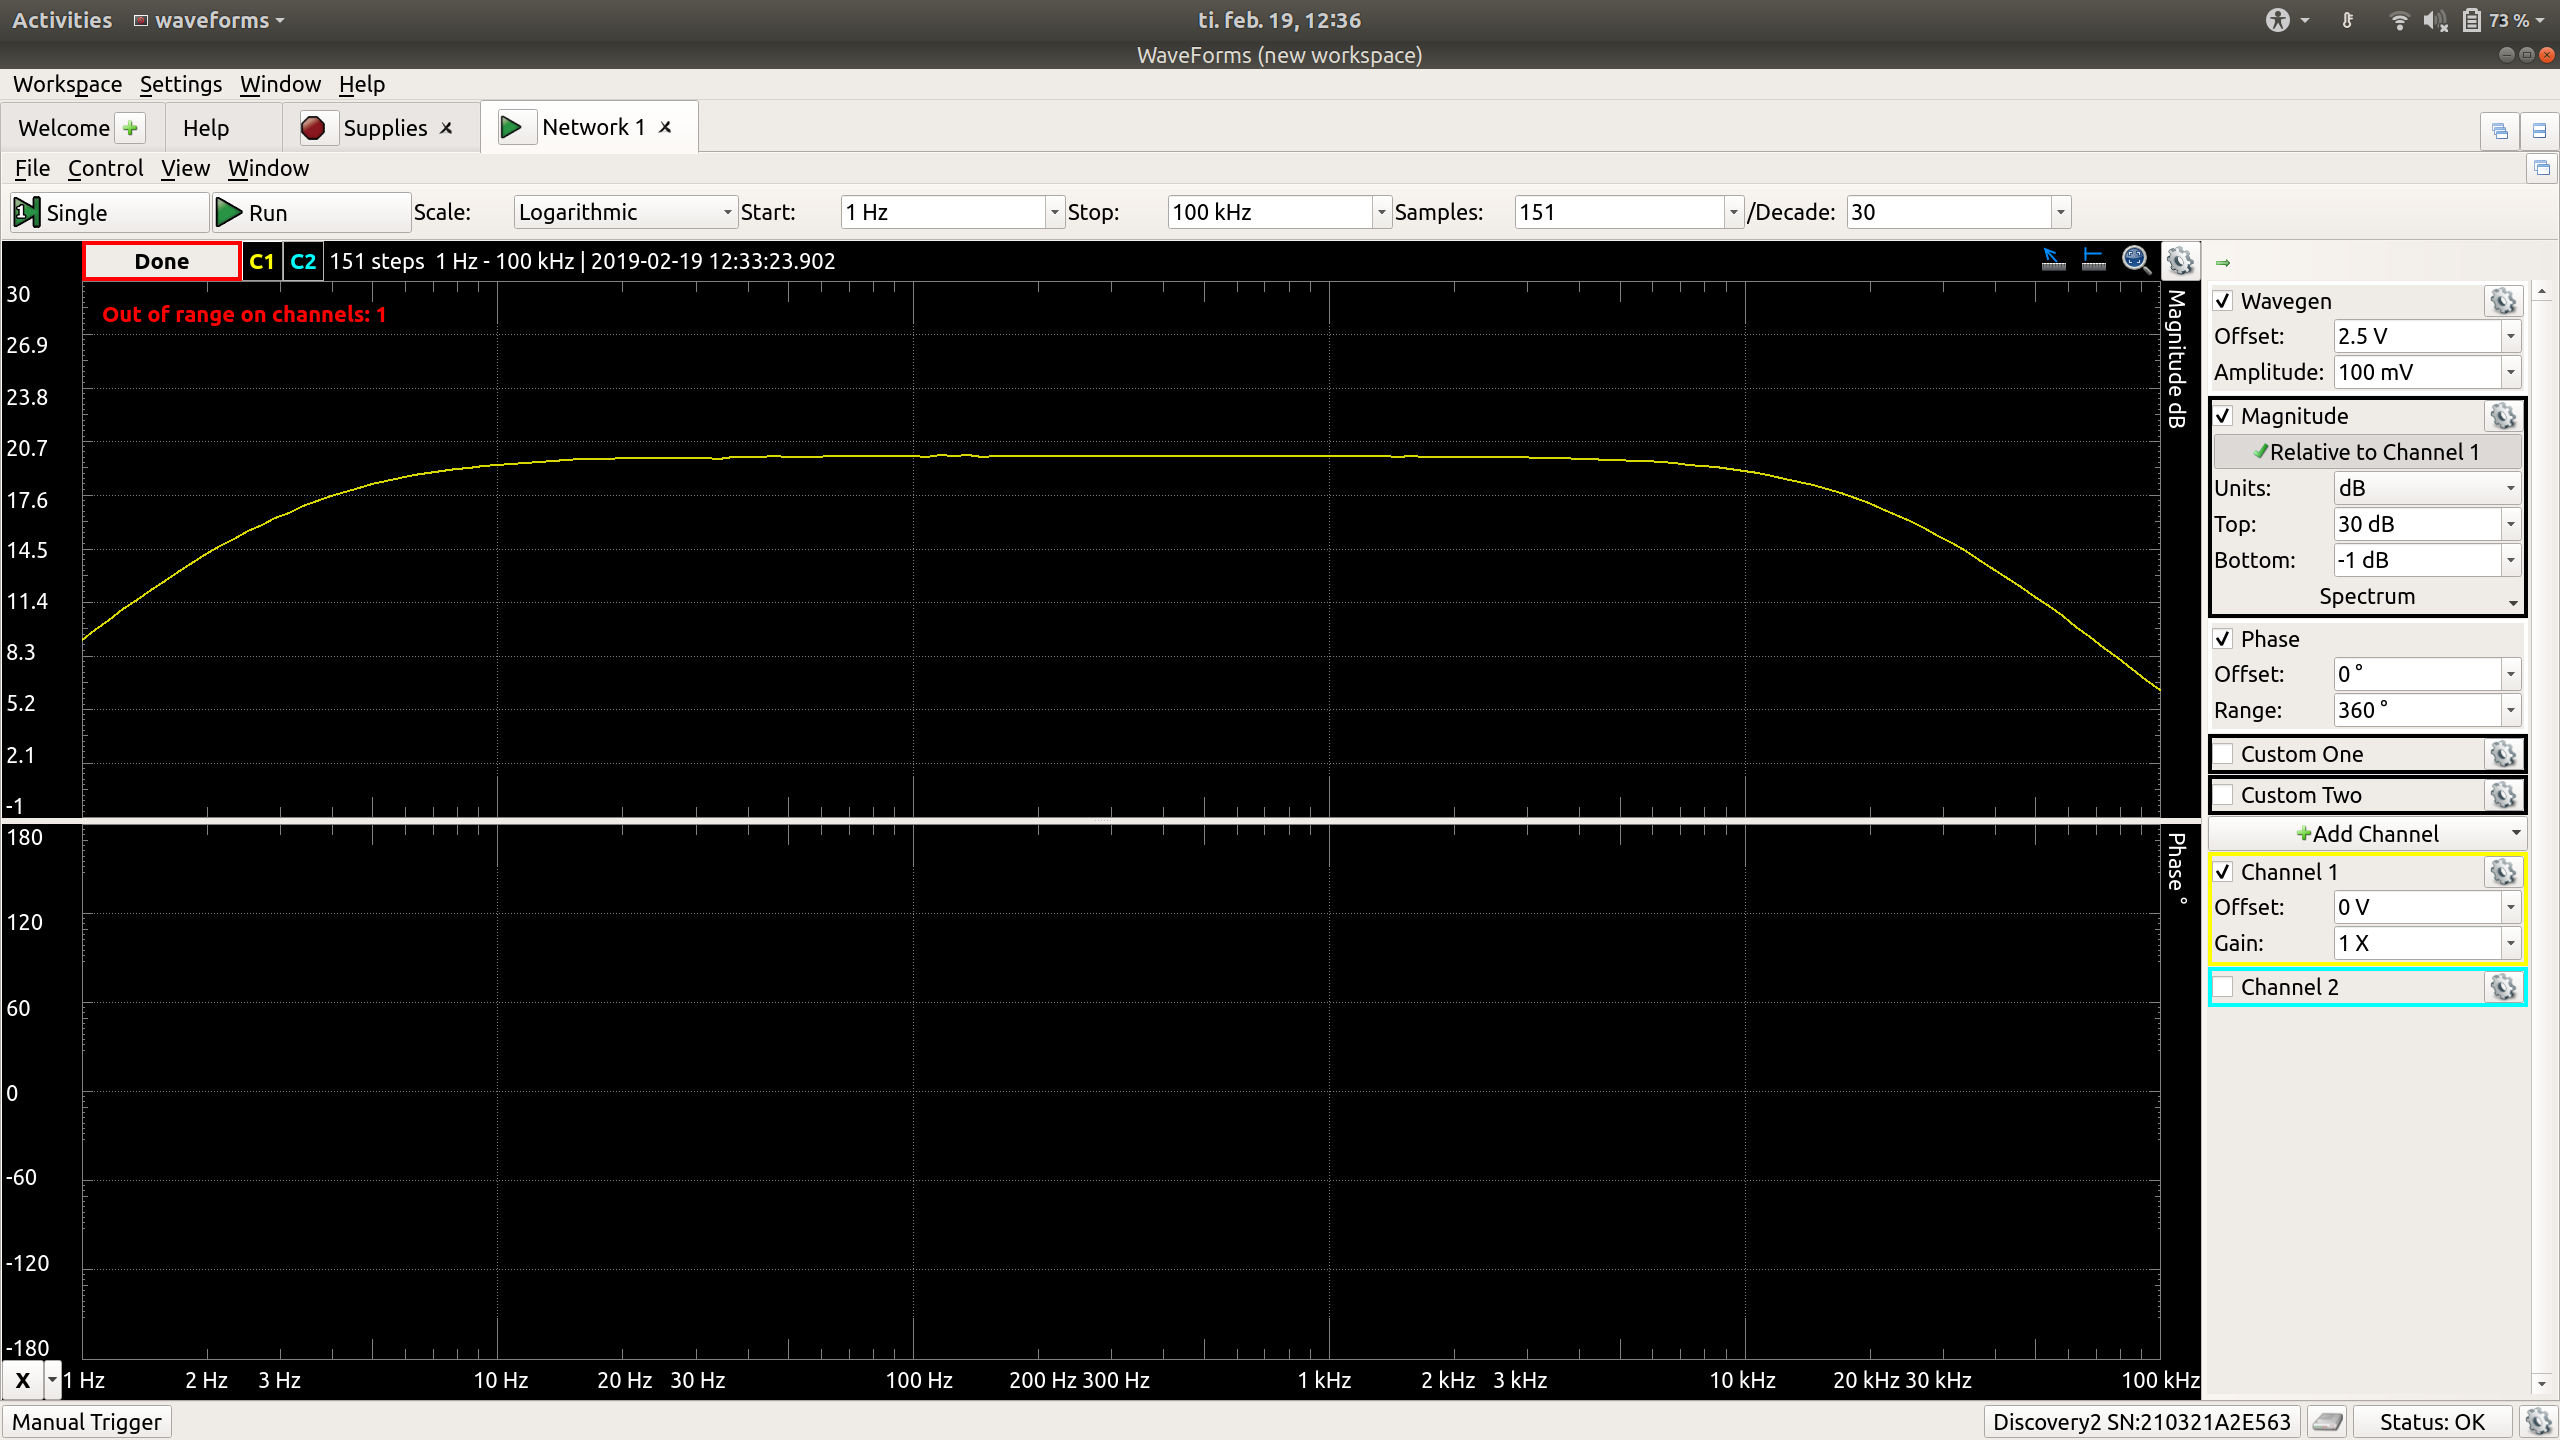 Activities waveforms ti. feb. 19, 12:36 73 %
WaveForms (new workspace)
Workspace Settings Window Help
Welcome Help Supplies Network 1
File Control View Window
1 Single Run Scale: Logarithmic Start: 1 Hz Stop: 100 kHz Samples: 151 /Decade: 30
Done C1 C2 151 steps 1 Hz - 100 kHz | 2019-02-19 12:33:23.902
Out of range on channels: 1
30
26.9
23.8
20.7
17.6
14.5
11.4
8.3
5.2
2.1
-1
Magnitude dB
180
120
60
0
-60
-120
-180
Phase °
X 1 Hz 2 Hz 3 Hz 10 Hz 20 Hz 30 Hz 100 Hz 200 Hz 300 Hz 1 kHz 2 kHz 3 kHz 10 kHz 20 kHz 30 kHz 100 kHz
Wavegen
Offset: 2.5 V
Amplitude: 100 mV
Magnitude
Relative to Channel 1
Units: dB
Top: 30 dB
Bottom: -1 dB
Spectrum
Phase
Offset: 0 °
Range: 360 °
Custom One
Custom Two
Add Channel
Channel 1
Offset: 0 V
Gain: 1 X
Channel 2
Manual Trigger Discovery2 SN:210321A2E563 Status: OK